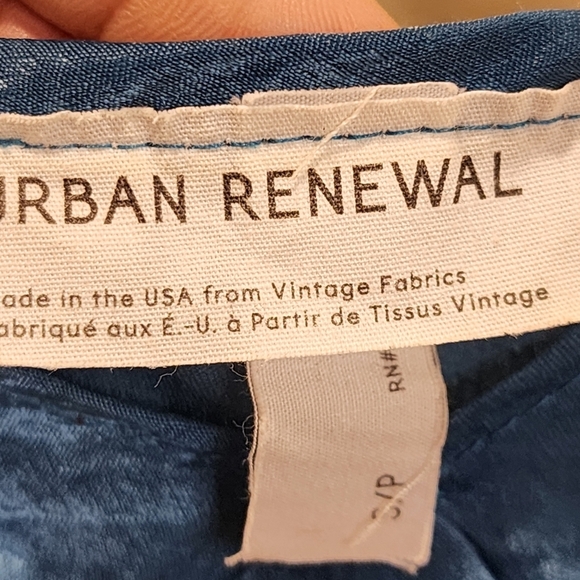 URBAN RENEWAL
ade in the USA from Vintage Fabrics
abriqué aux É.-U. à Partir de Tissus Vintage
RN#
S/P